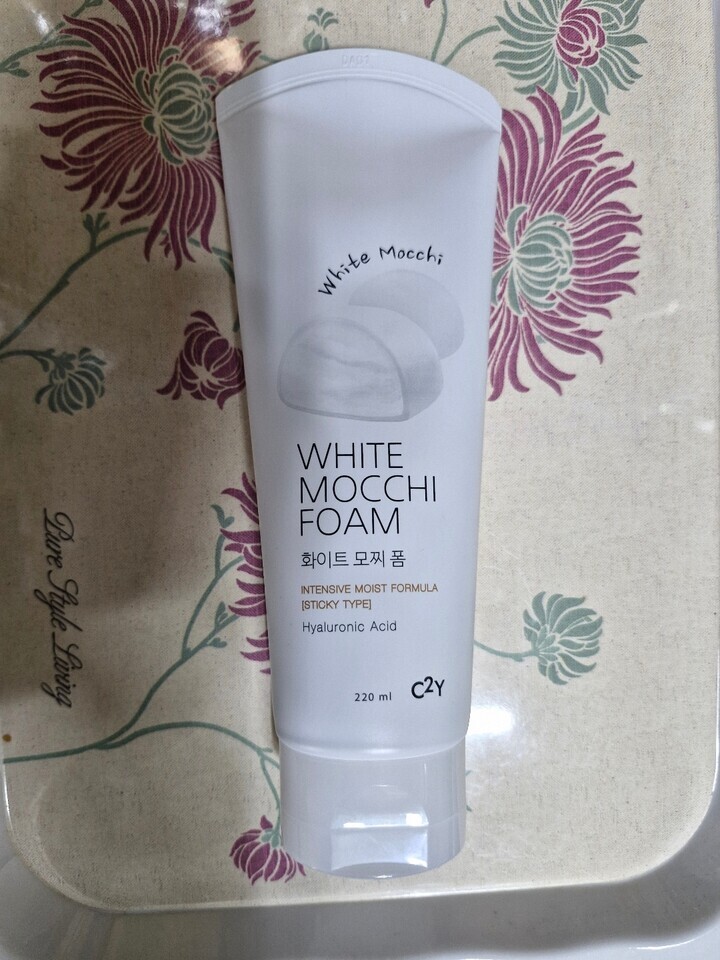 White Mocchi
WHITE
MOCCHI
FOAM
화이트 모찌 폼
INTENSIVE MOIST FORMULA
[STICKY TYPE]
Hyaluronic Acid
220 ml C2Y
Pure Style Living